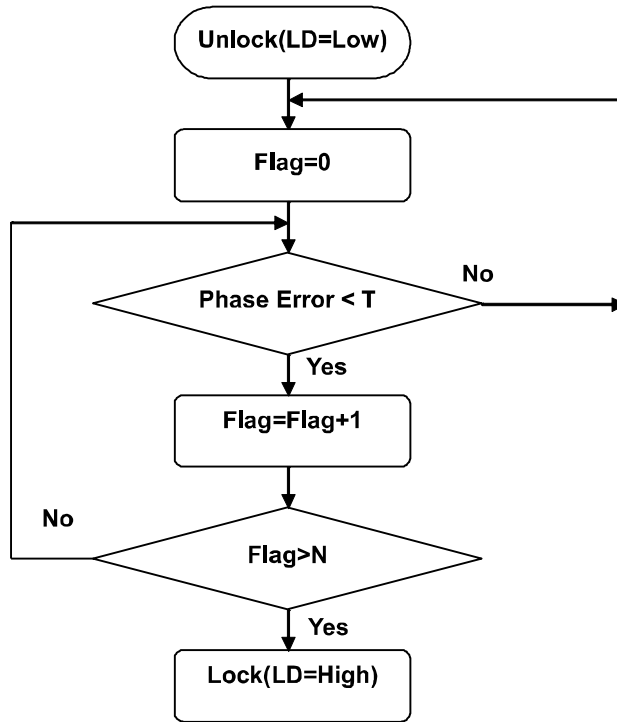 Unlock(LD=Low)
Flag=0
Phase Error < T
No
Yes
Flag=Flag+1
No
Flag>N
Yes
Lock(LD=High)